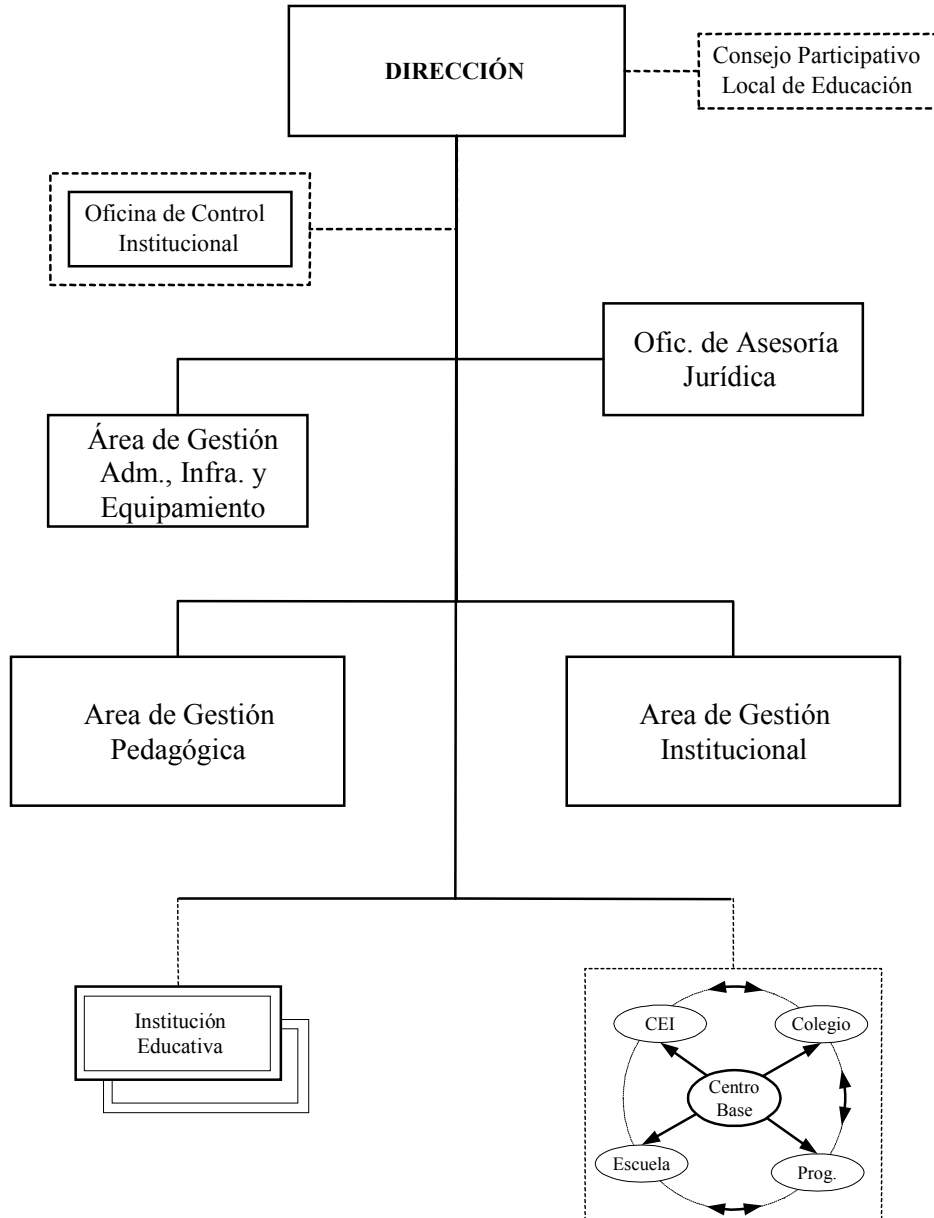 DIRECCIÓN
Consejo Participativo
Local de Educación
Oficina de Control
Institucional
Ofic. de Asesoría
Jurídica
Área de Gestión
Adm., Infra. y
Equipamiento
Area de Gestión
Pedagógica
Area de Gestión
Institucional
Institución
Educativa
CEI
Colegio
Centro
Base
Escuela
Prog.